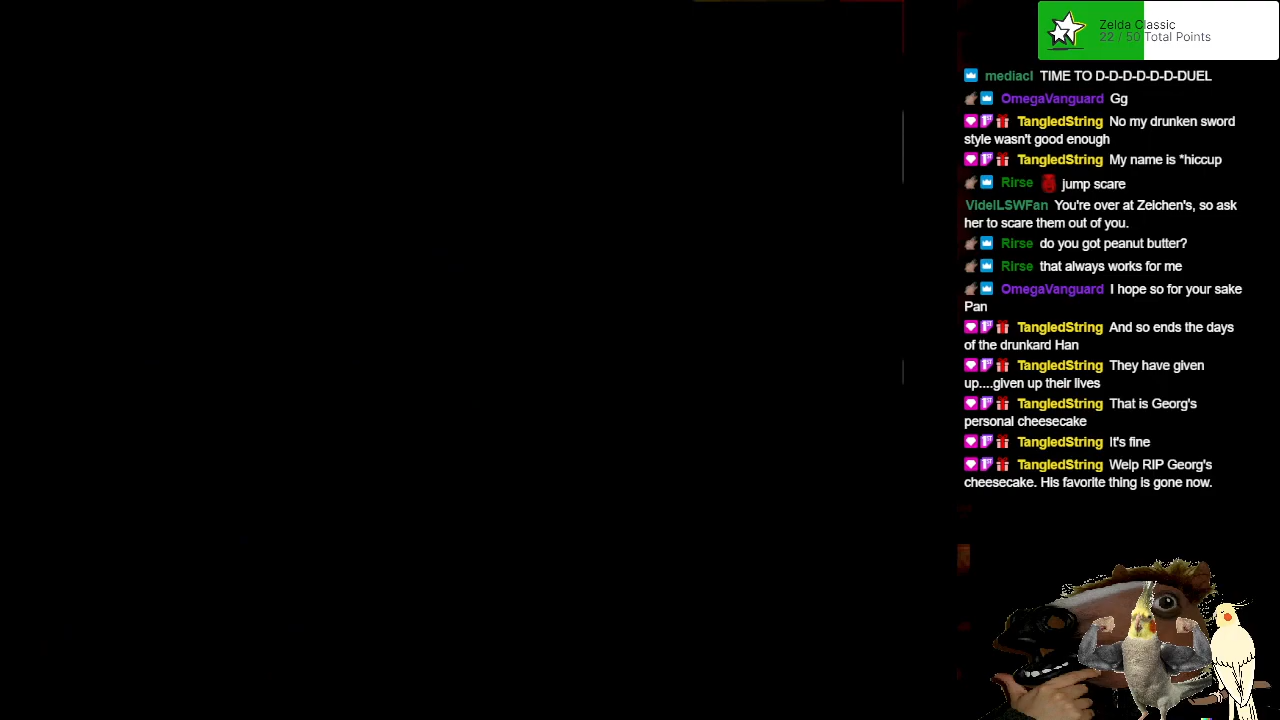 Zelda Classic
22 / 50 Total Points
mediacl TIME TO D-D-D-D-D-D-DUEL
OmegaVanguard Gg
TangledString No my drunken sword
style wasn't good enough
TangledString My name is *hiccup
Rirse jump scare
VidelLSWFan You're over at Zeichen's, so ask
her to scare them out of you.
Rirse do you got peanut butter?
Rirse that always works for me
OmegaVanguard I hope so for your sake
Pan
TangledString And so ends the days
of the drunkard Han
TangledString They have given
up....given up their lives
TangledString That is Georg's
personal cheesecake
TangledString It's fine
TangledString Welp RIP Georg's
cheesecake. His favorite thing is gone now.